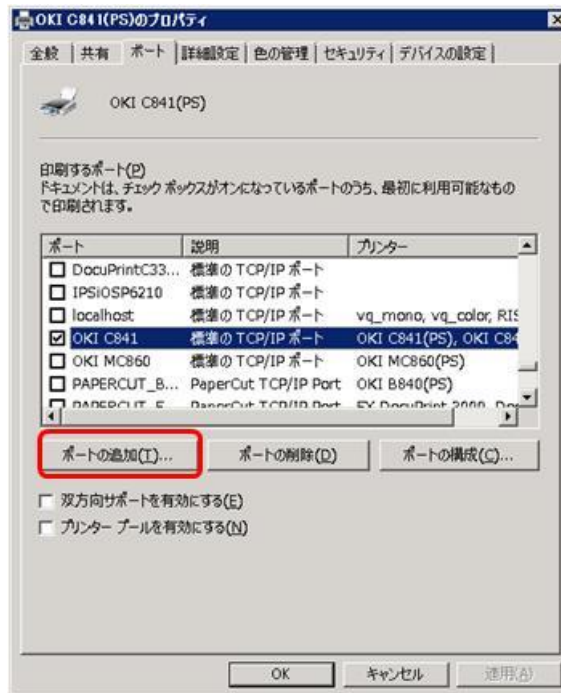 OKI C841(PS)のプロパティ
全般 共有 ポート 詳細設定 色の管理 セキュリティ デバイスの設定
OKI C841(PS)
印刷するポート(P)
ドキュメントは、チェック ボックスがオンになっているポートのうち、最初に利用可能なもの
で印刷されます。
ポート 説明 プリンター
DocuPrintC33... 標準の TCP/IP ポート
IPSiOSP6210 標準の TCP/IP ポート
localhost 標準の TCP/IP ポート vq_mono, vq_color, RIS
OKI C841 標準の TCP/IP ポート OKI C841(PS), OKI C84
OKI MC860 標準の TCP/IP ポート OKI MC860(PS)
PAPERCUT_B... PaperCut TCP/IP Port OKI B840(PS)
PAPERCUT_F... PaperCut TCP/IP Port FX DocuPrint 3000, Doc
ポートの追加(T)... ポートの削除(D) ポートの構成(C)...
双方向サポートを有効にする(E)
プリンター プールを有効にする(N)
OK キャンセル 適用(A)